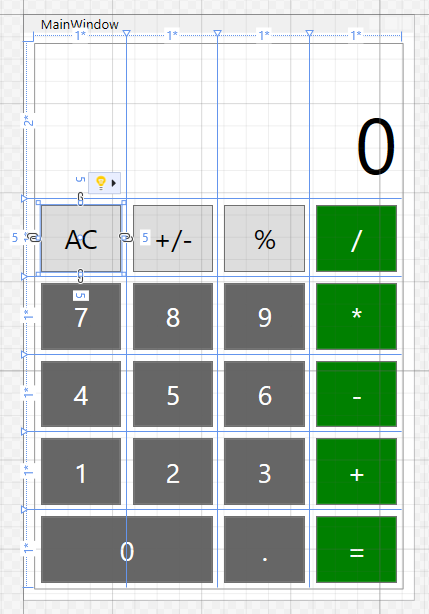 MainWindow
1* 1* 1* 1*
2*
0
5
5 AC 5 +/- % /
5
1* 7 8 9 *
1* 4 5 6 -
1* 1 2 3 +
1* 0 . =